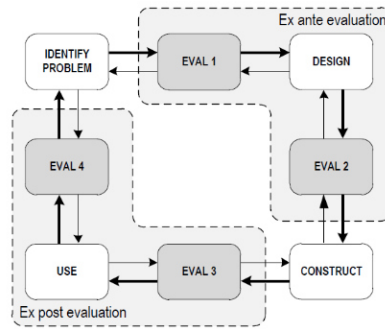 Ex ante evaluation
IDENTIFY
PROBLEM
EVAL 1
DESIGN
EVAL 4
EVAL 2
USE
EVAL 3
CONSTRUCT
Ex post evaluation